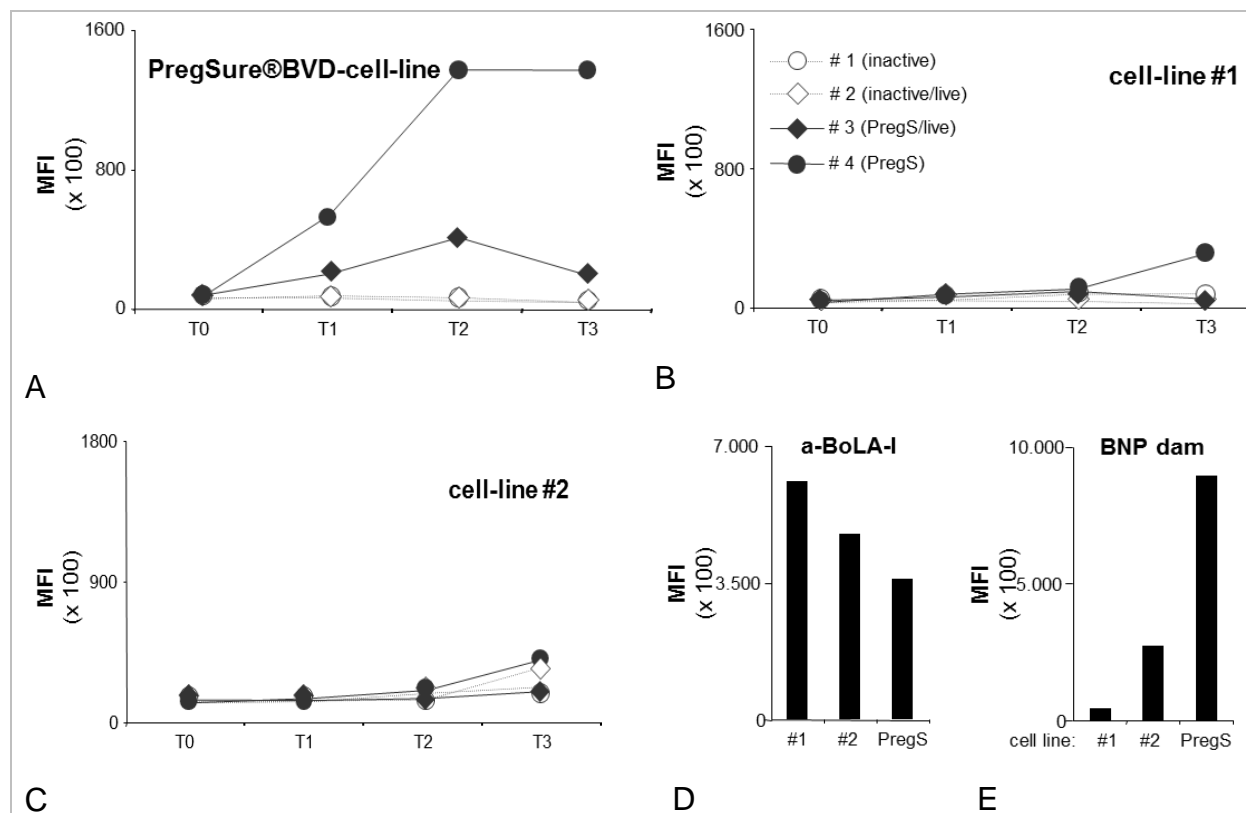 1600
PregSure®BVD-cell-line
MFI
(x 100)
800
0
T0 T1 T2 T3
A
1600
# 1 (inactive)
# 2 (inactive/live)
# 3 (PregS/live)
# 4 (PregS)
cell-line #1
MFI
(x 100)
800
0
T0 T1 T2 T3
B
1800
cell-line #2
MFI
(x 100)
900
0
T0 T1 T2 T3
C
7.000
a-BoLA-I
MFI
(x 100)
3.500
0
#1 #2 PregS
D
10.000
BNP dam
MFI
(x 100)
5.000
0
cell line: #1 #2 PregS
E